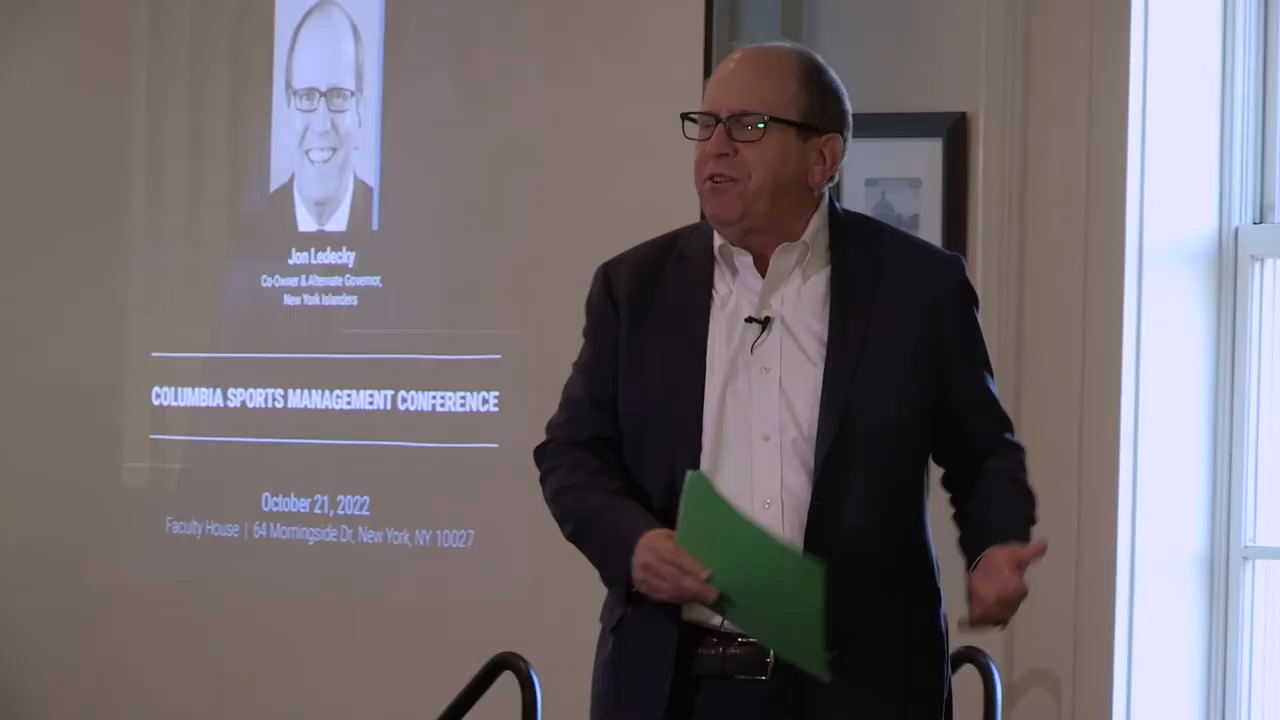 Jon Ledecky
Co-Owner & Alternate Governor,
New York Islanders
COLUMBIA SPORTS MANAGEMENT CONFERENCE
October 21, 2022
Faculty House | 64 Morningside Dr, New York, NY 10027